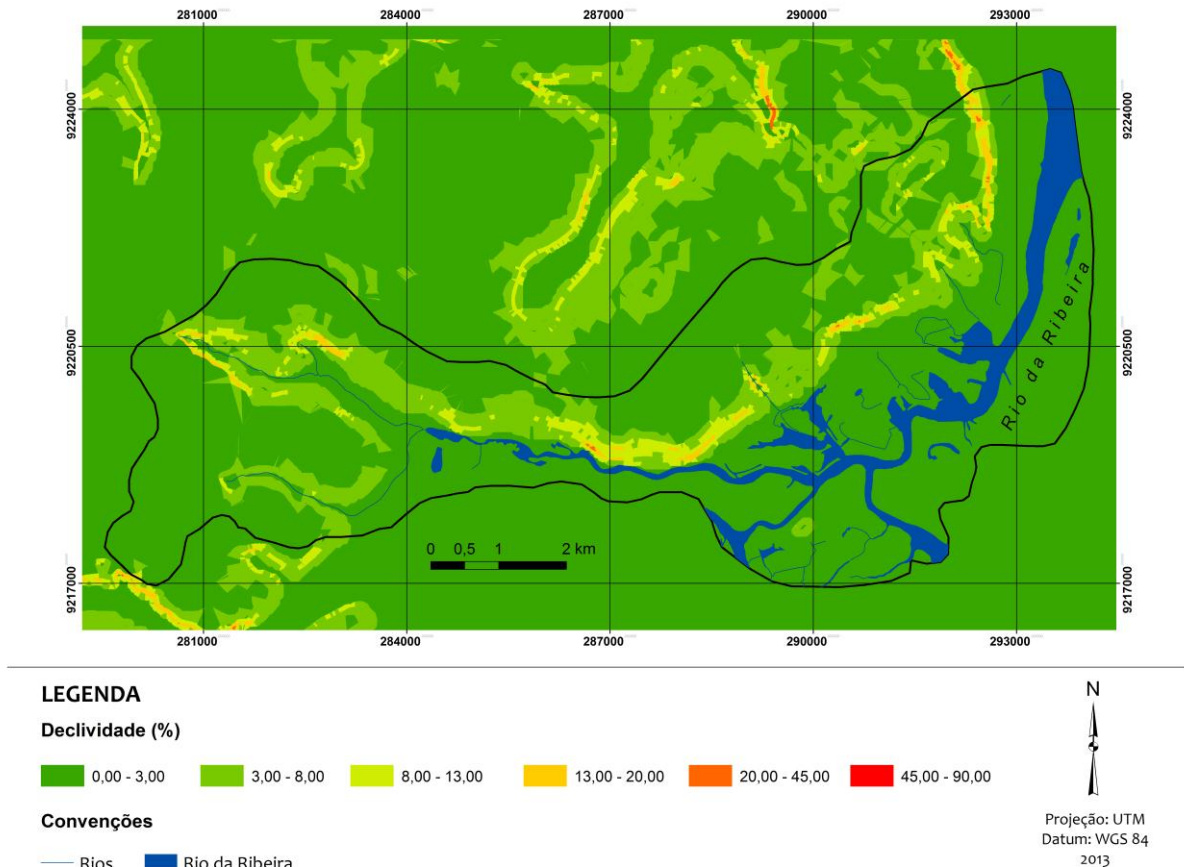 281000 284000 287000 290000 293000
9224000 9224000
9220500 9220500
9217000 9217000
Rio da Ribeira
0 0,5 1 2 km
281000 284000 287000 290000 293000
LEGENDA
Declividade (%)
0,00 - 3,00 3,00 - 8,00 8,00 - 13,00 13,00 - 20,00 20,00 - 45,00 45,00 - 90,00
Convenções
Rios Rio da Ribeira
N
Projeção: UTM
Datum: WGS 84
2013